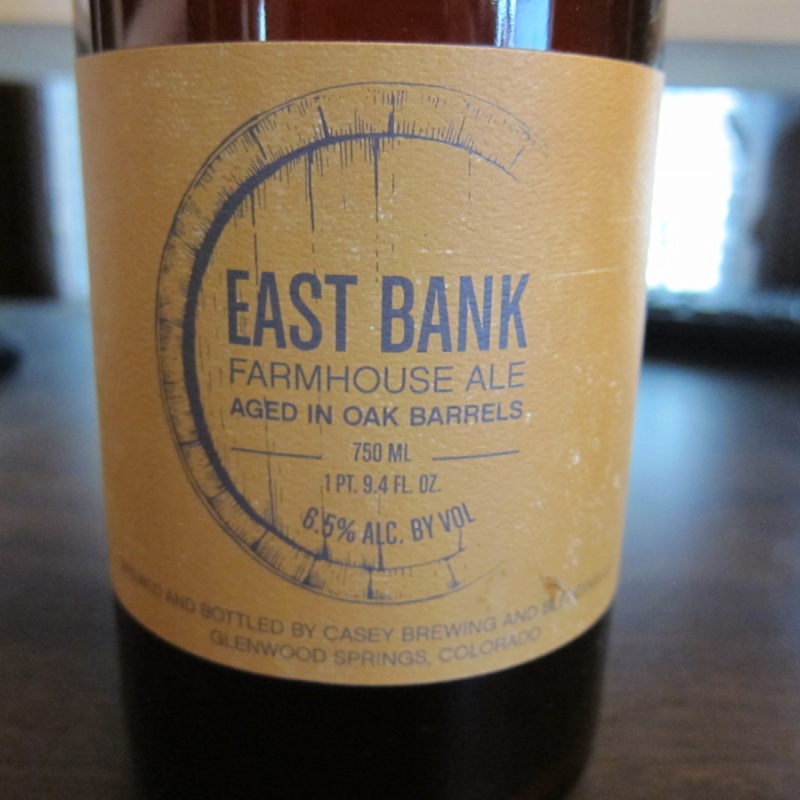 EAST BANK
FARMHOUSE ALE
AGED IN OAK BARRELS
750 ML
1 PT. 9.4 FL. OZ.
6.5% ALC. BY VOL
AND BOTTLED BY CASEY BREWING AND
GLENWOOD SPRINGS, COLORADO